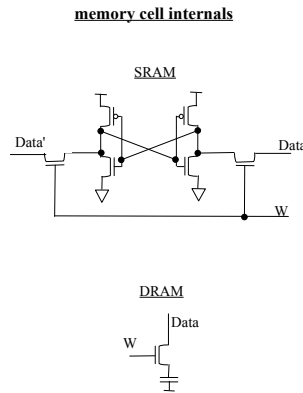 memory cell internals
SRAM
Data'
Data
W
DRAM
Data
W